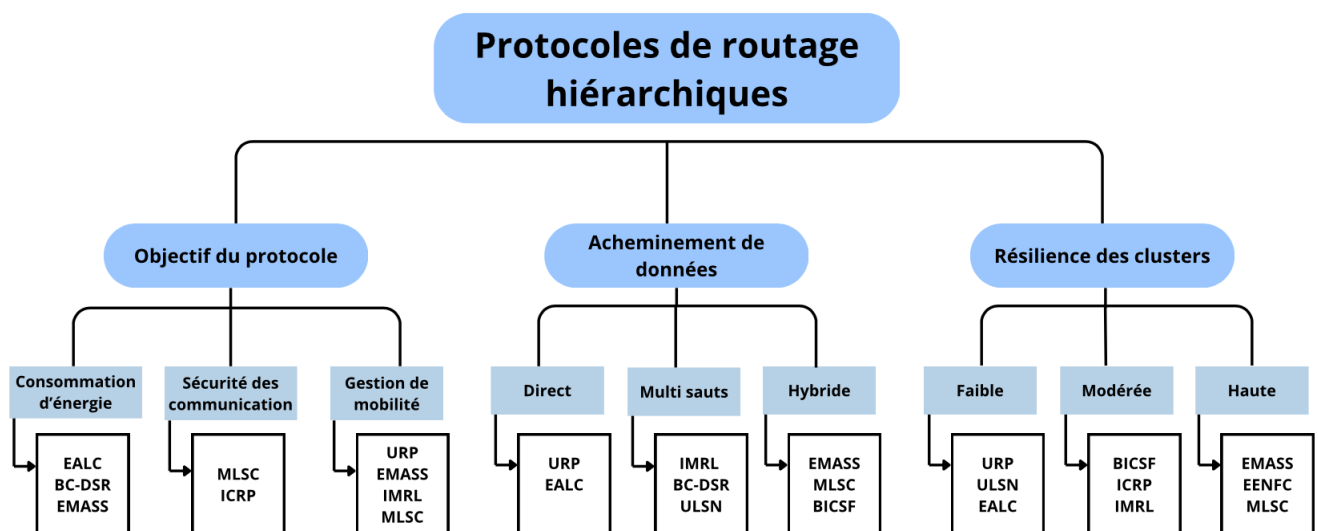 Protocoles de routage
hiérarchiques
Objectif du protocole
Acheminement de
données
Résilience des clusters
Consommation
d'énergie
Sécurité des
communication
Gestion de
mobilité
Direct
Multi sauts
Hybride
Faible
Modérée
Haute
EALC
BC-DSR
EMASS
MLSC
ICRP
URP
EMASS
IMRL
MLSC
URP
EALC
IMRL
BC-DSR
ULSN
EMASS
MLSC
BICSF
URP
ULSN
EALC
BICSF
ICRP
IMRL
EMASS
EENFC
MLSC